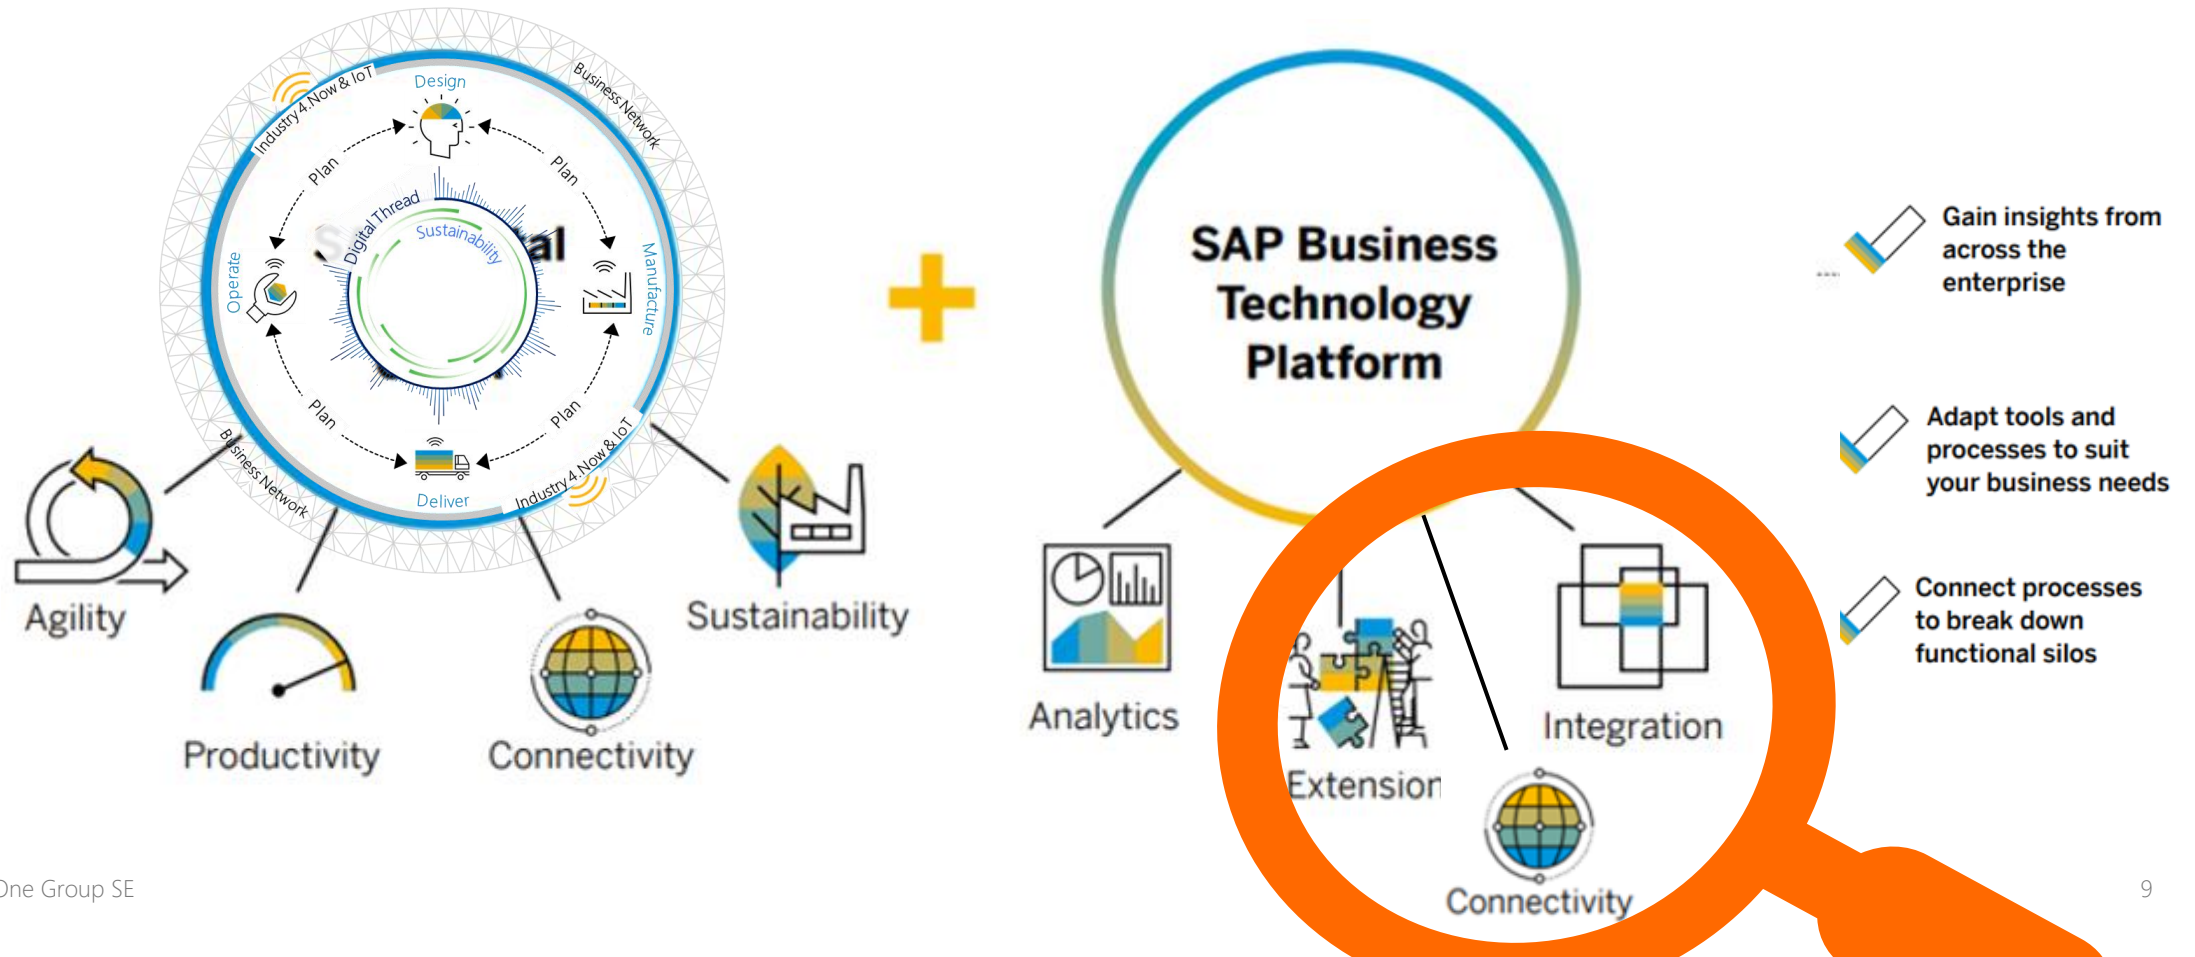 Design
Industry 4.Now & IoT
Business Network
Plan
Plan
Digital Thread
Sustainability
al
Operate
Manufacture
Plan
Plan
Deliver
Business Network
Industry 4.Now & IoT
Agility
Productivity
Connectivity
Sustainability
SAP Business
Technology
Platform
Analytics
Extension
Connectivity
Integration
Gain insights from
across the
enterprise
Adapt tools and
processes to suit
your business needs
Connect processes
to break down
functional silos
One Group SE
9